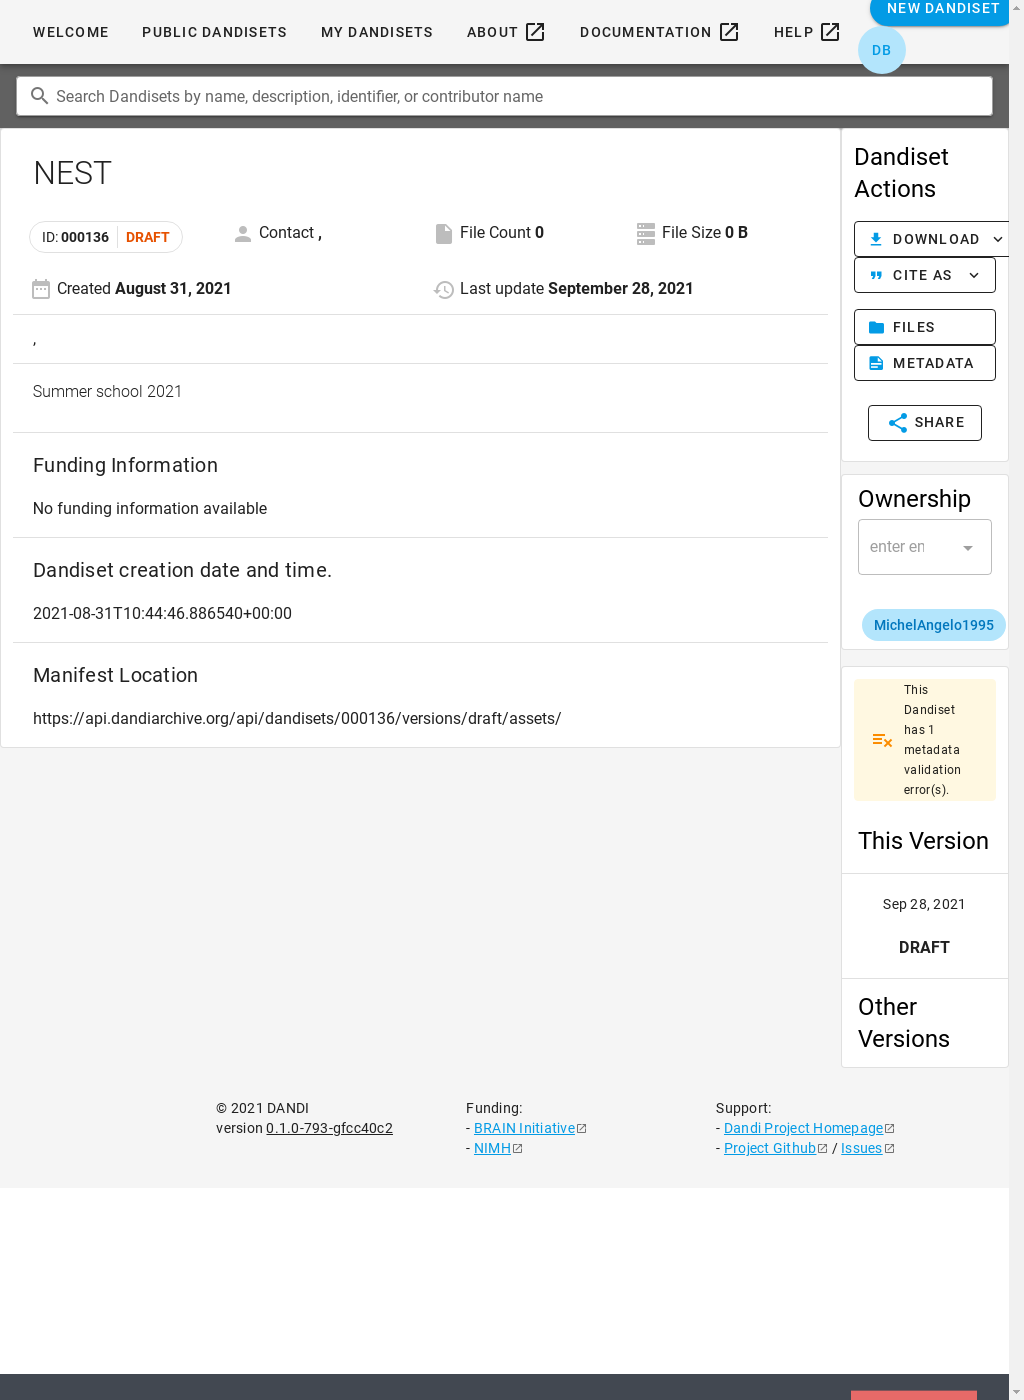 NEW DANDISET
WELCOME PUBLIC DANDISETS MY DANDISETS ABOUT DOCUMENTATION HELP
DB
Search Dandisets by name, description, identifier, or contributor name
NEST
ID: 000136 DRAFT
Contact ,
File Count 0
File Size 0 B
Created August 31, 2021
Last update September 28, 2021
,
Summer school 2021
Funding Information
No funding information available
Dandiset creation date and time.
2021-08-31T10:44:46.886540+00:00
Manifest Location
https://api.dandiarchive.org/api/dandisets/000136/versions/draft/assets/
Dandiset
Actions
DOWNLOAD
CITE AS
FILES
METADATA
SHARE
Ownership
enter en
MichelAngelo1995
This
Dandiset
has 1
metadata
validation
error(s).
This Version
Sep 28, 2021
DRAFT
Other
Versions
© 2021 DANDI
version 0.1.0-793-gfcc40c2
Funding:
- BRAIN Initiative
- NIMH
Support:
- Dandi Project Homepage
- Project Github / Issues